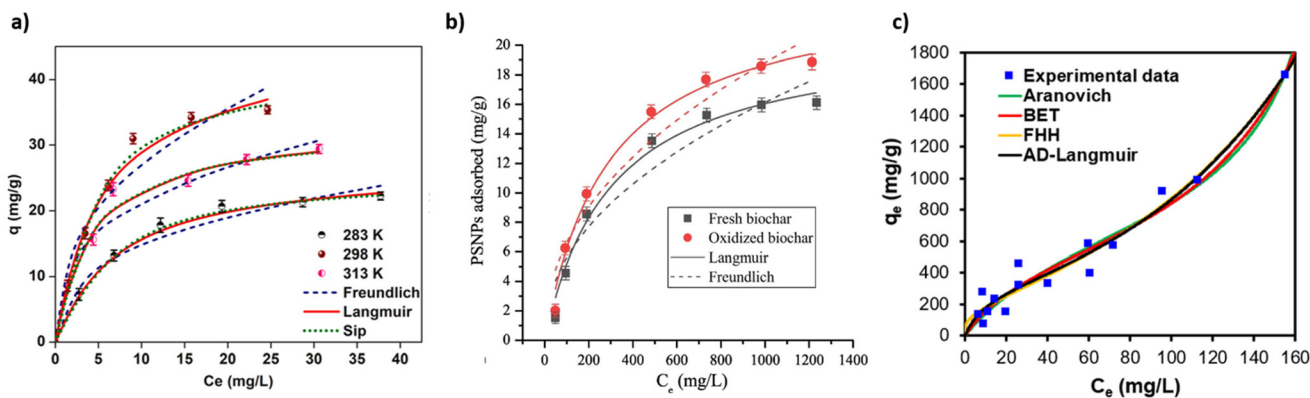 a)
q (mg/g)
40
30
20
10
0
283 K
298 K
313 K
Freundlich
Langmuir
Sip
0 5 10 15 20 25 30 35 40
Ce (mg/L)
b)
PSNPs adsorbed (mg/g)
20
18
16
14
12
10
8
6
4
2
0
Fresh biochar
Oxidized biochar
Langmuir
Freundlich
0 200 400 600 800 1000 1200 1400
Ce (mg/L)
c)
qe (mg/g)
1800
1600
1400
1200
1000
800
600
400
200
0
Experimental data
Aranovich
BET
FHH
AD-Langmuir
0 20 40 60 80 100 120 140 160
Ce (mg/L)